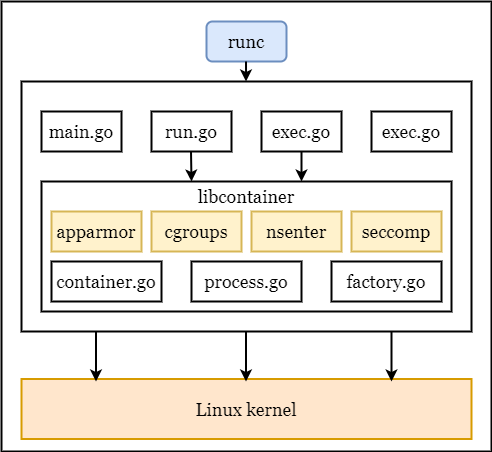 runc
main.go run.go exec.go exec.go
libcontainer
apparmor cgroups nsenter seccomp
container.go process.go factory.go
Linux kernel